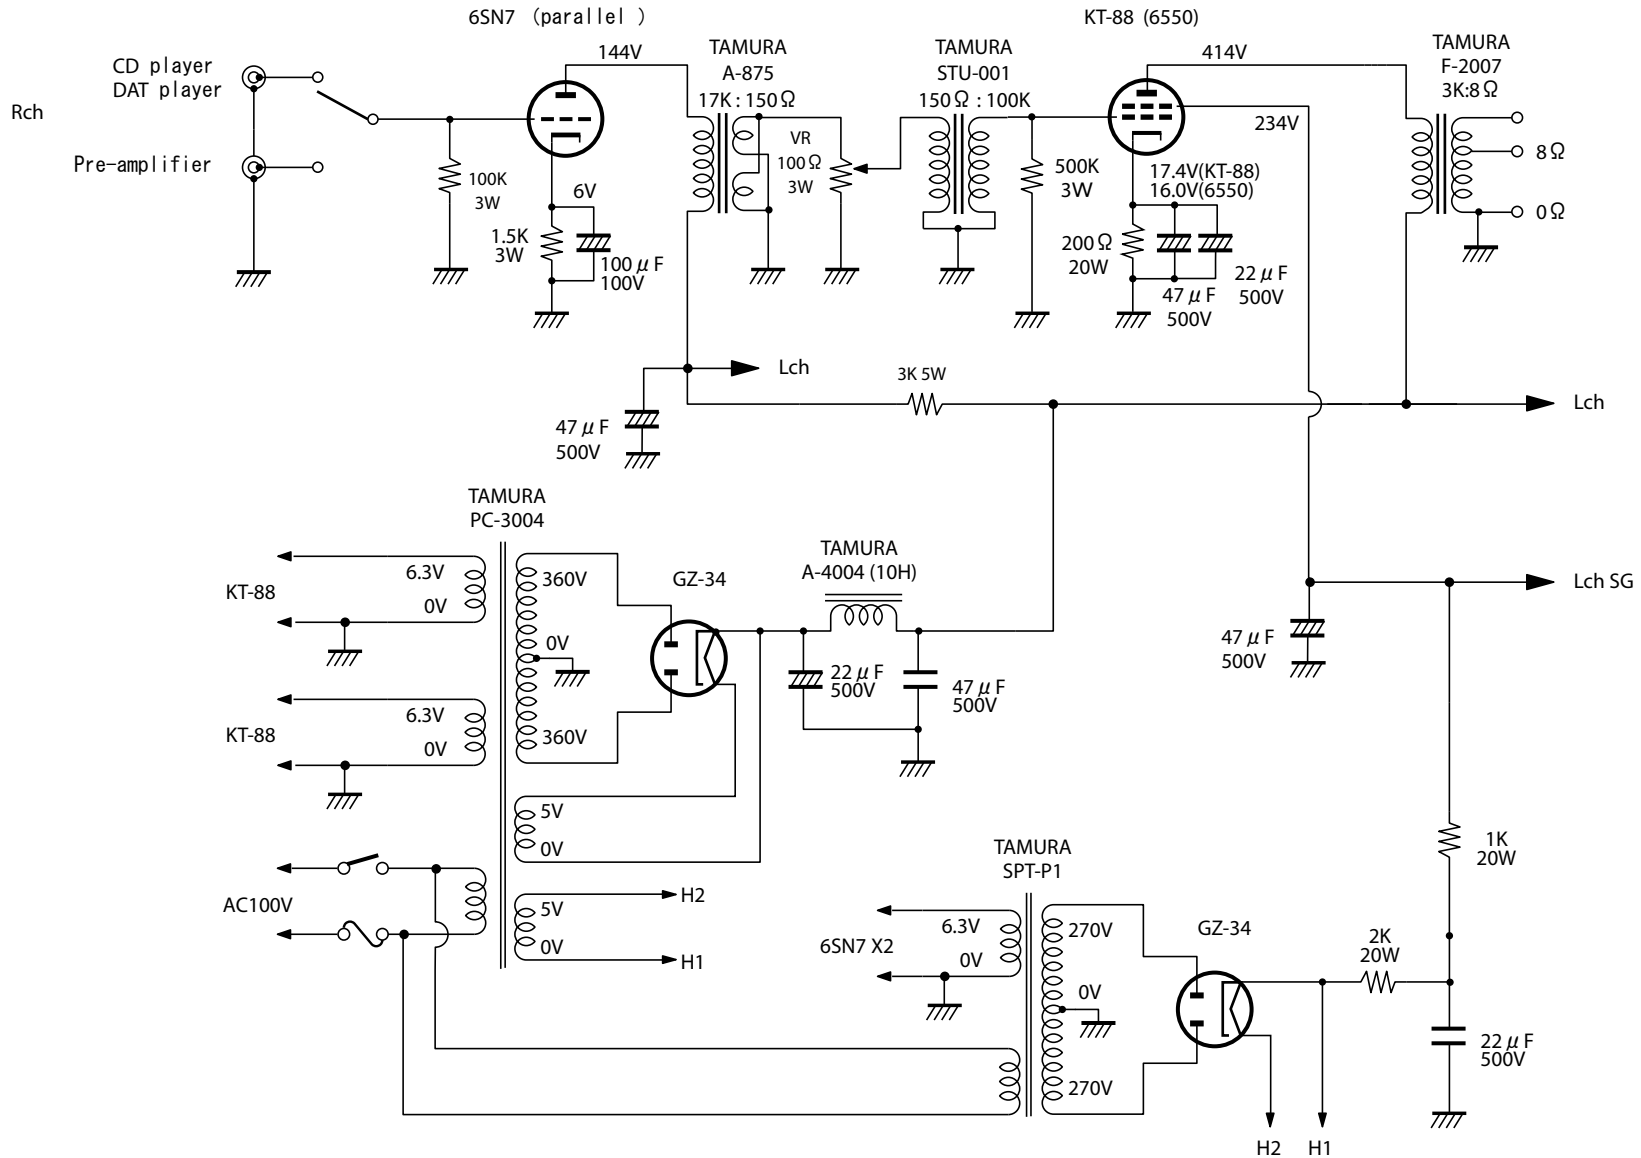 6SN7 (parallel )
KT-88 (6550)
144V
414V
TAMURA
A-875
17K : 150Ω
TAMURA
STU-001
150Ω : 100K
TAMURA
F-2007
3K:8Ω
CD player
DAT player
Rch
Pre-amplifier
100K
3W
6V
1.5K
3W
100μF
100V
VR
100Ω
3W
500K
3W
234V
17.4V(KT-88)
16.0V(6550)
200Ω
20W
47μF
500V
22μF
500V
8Ω
0Ω
Lch
3K 5W
Lch
47μF
500V
TAMURA
PC-3004
KT-88
6.3V
0V
360V
0V
360V
GZ-34
TAMURA
A-4004 (10H)
22μF
500V
47μF
500V
Lch SG
47μF
500V
KT-88
6.3V
0V
5V
0V
AC100V
5V
0V
H2
H1
1K
20W
TAMURA
SPT-P1
6SN7 X2
6.3V
0V
270V
0V
270V
GZ-34
2K
20W
22μF
500V
H2
H1